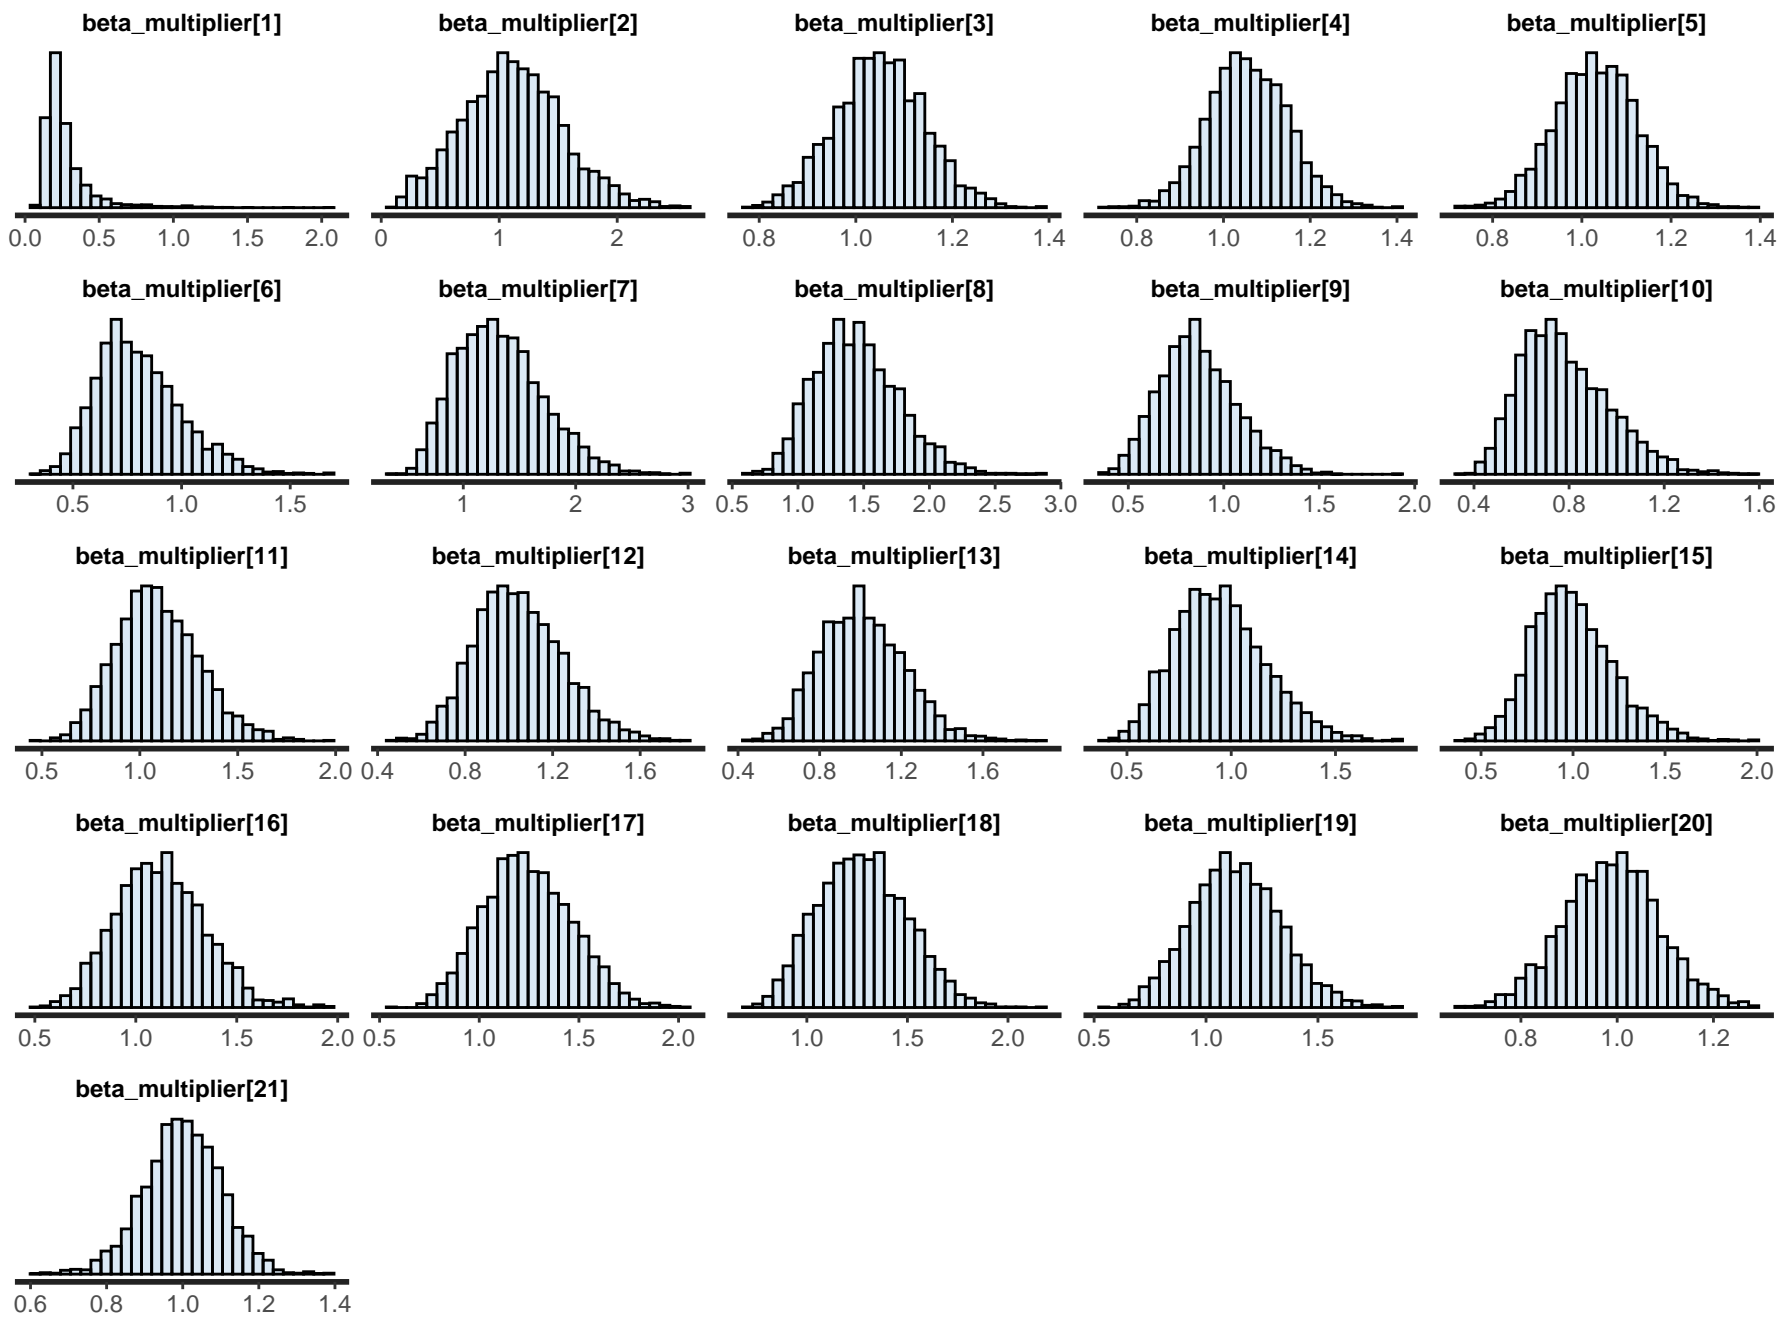 beta_multiplier[1] beta_multiplier[2] beta_multiplier[3] beta_multiplier[4] beta_multiplier[5]
0.0 0.5 1.0 1.5 2.0 0 1 2 0.8 1.0 1.2 1.4 0.8 1.0 1.2 1.4 0.8 1.0 1.2 1.4
beta_multiplier[6] beta_multiplier[7] beta_multiplier[8] beta_multiplier[9] beta_multiplier[10]
0.5 1.0 1.5 1 2 3 0.5 1.0 1.5 2.0 2.5 3.0 0.5 1.0 1.5 2.0 0.4 0.8 1.2 1.6
beta_multiplier[11] beta_multiplier[12] beta_multiplier[13] beta_multiplier[14] beta_multiplier[15]
0.5 1.0 1.5 2.0 0.4 0.8 1.2 1.6 0.4 0.8 1.2 1.6 0.5 1.0 1.5 0.5 1.0 1.5 2.0
beta_multiplier[16] beta_multiplier[17] beta_multiplier[18] beta_multiplier[19] beta_multiplier[20]
0.5 1.0 1.5 2.0 0.5 1.0 1.5 2.0 1.0 1.5 2.0 0.5 1.0 1.5 0.8 1.0 1.2
beta_multiplier[21]
0.6 0.8 1.0 1.2 1.4